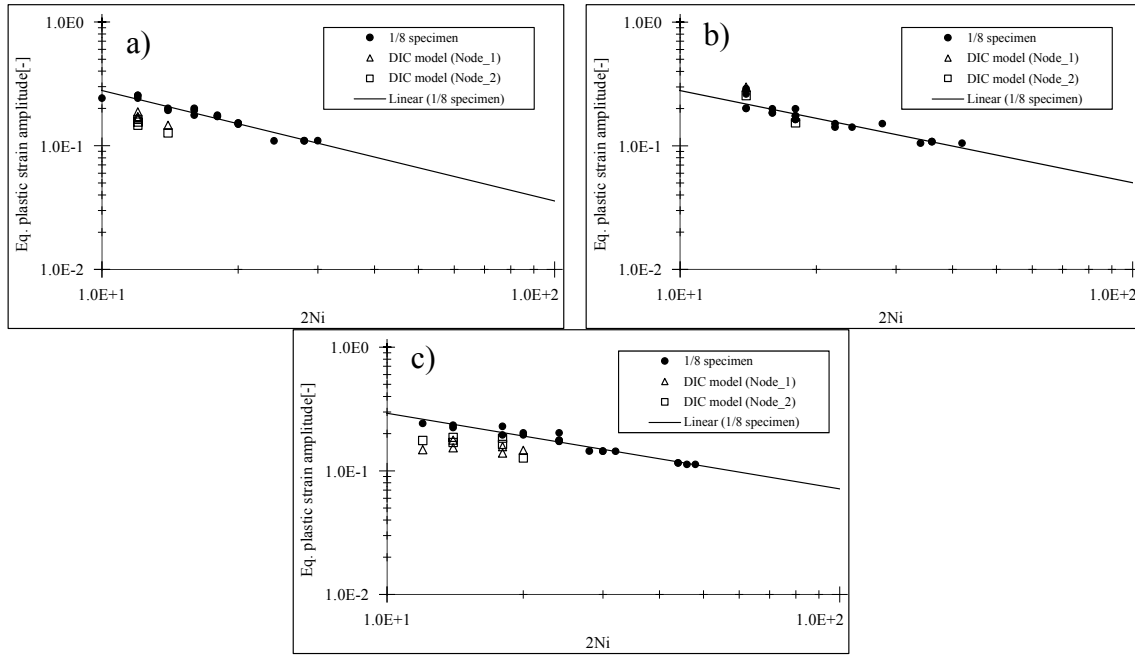 a)
1.0E0
1/8 specimen
DIC model (Node_1)
DIC model (Node_2)
Linear (1/8 specimen)
1.0E-1
1.0E-2
Eq. plastic strain amplitude[-]
1.0E+1
1.0E+2
2Ni
b)
1.0E0
1/8 specimen
DIC model (Node_1)
DIC model (Node_2)
Linear (1/8 specimen)
1.0E-1
1.0E-2
Eq. plastic strain amplitude[-]
1.0E+1
1.0E+2
2Ni
c)
1.0E0
1/8 specimen
DIC model (Node_1)
DIC model (Node_2)
Linear (1/8 specimen)
1.0E-1
1.0E-2
Eq. plastic strain amplitude[-]
1.0E+1
1.0E+2
2Ni